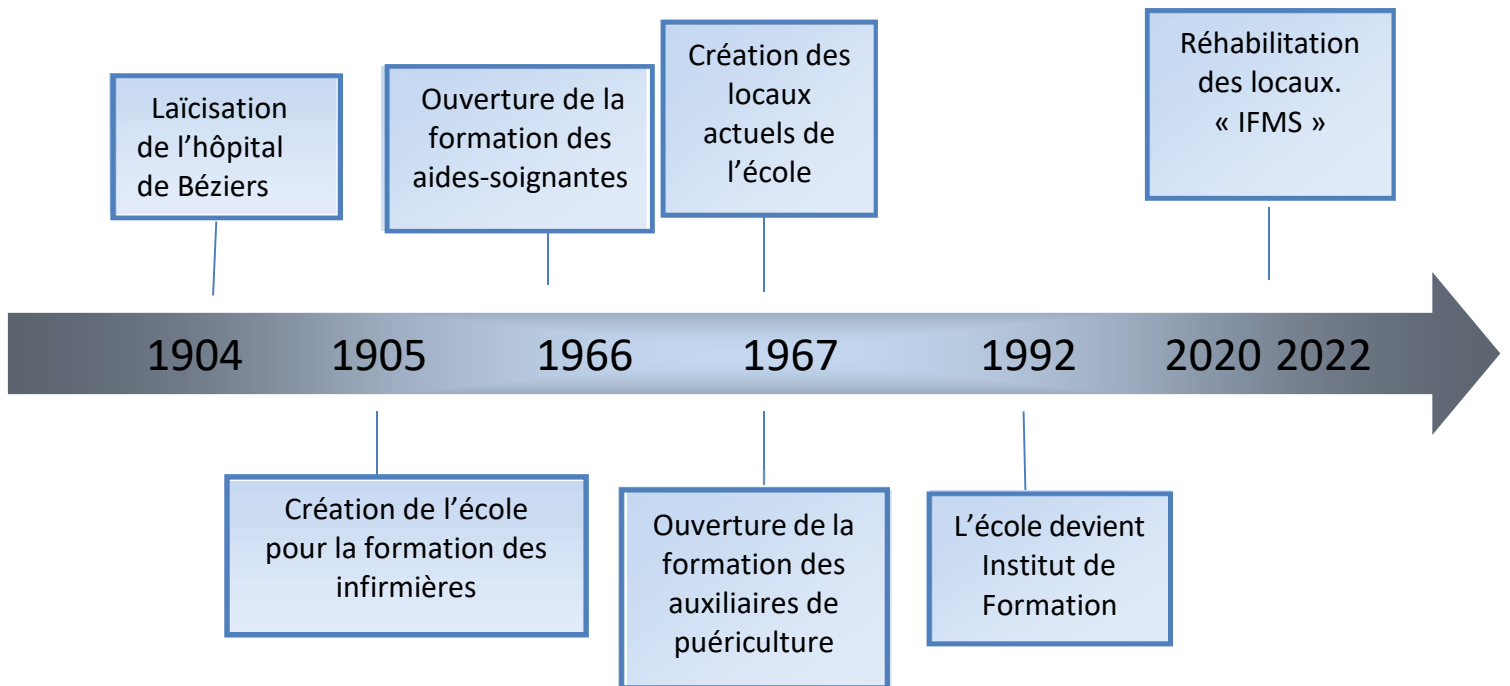 Laïcisation
de l’hôpital
de Béziers
Ouverture de la
formation des
aides-soignantes
Création des
locaux
actuels de
l’école
Réhabilitation
des locaux.
« IFMS »
1904 1905 1966 1967 1992 2020 2022
Création de l’école
pour la formation des
infirmières
Ouverture de la
formation des
auxiliaires de
puériculture
L’école devient
Institut de
Formation